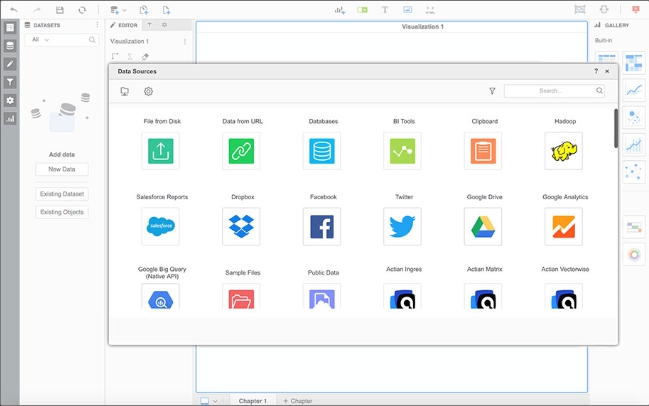 DATASETS
EDITOR
T
Visualization 1
GALLERY
All
Visualization 1
Built-in
Data Sources
?
×
Search...
File from Disk
Data from URL
Databases
BI Tools
Clipboard
Hadoop
Salesforce Reports
Dropbox
Facebook
Twitter
Google Drive
Google Analytics
salesforce
Google Big Query
(Native API)
Sample Files
Public Data
Actian Ingres
Actian Matrix
Actian Vectorwise
Add data
New Data
Existing Dataset
Existing Objects
Chapter 1
+ Chapter